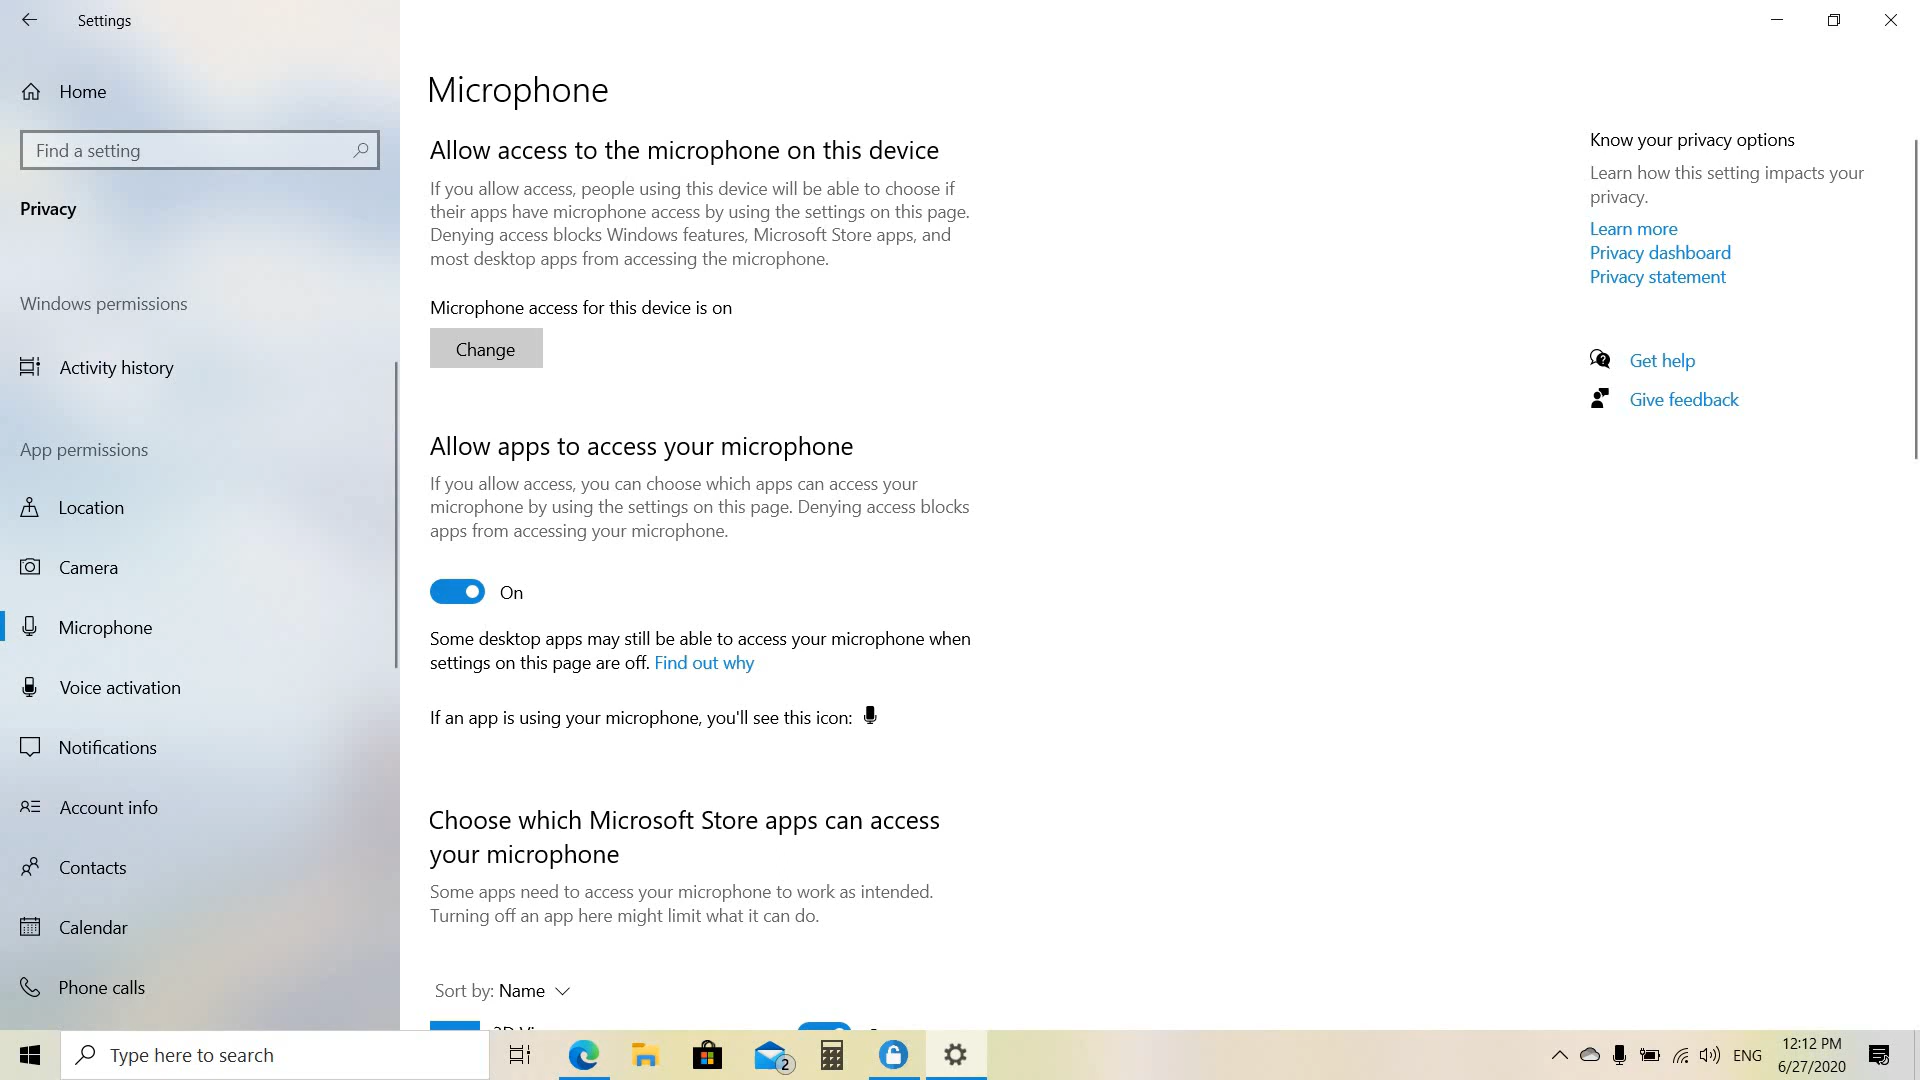 Settings
Home
Find a setting
Privacy
Windows permissions
Activity history
App permissions
Location
Camera
Microphone
Voice activation
Notifications
Account info
Contacts
Calendar
Phone calls
Microphone
Allow access to the microphone on this device
If you allow access, people using this device will be able to choose if
their apps have microphone access by using the settings on this page.
Denying access blocks Windows features, Microsoft Store apps, and
most desktop apps from accessing the microphone.
Microphone access for this device is on
Change
Allow apps to access your microphone
If you allow access, you can choose which apps can access your
microphone by using the settings on this page. Denying access blocks
apps from accessing your microphone.
On
Some desktop apps may still be able to access your microphone when
settings on this page are off. Find out why
If an app is using your microphone, you'll see this icon:
Choose which Microsoft Store apps can access
your microphone
Some apps need to access your microphone to work as intended.
Turning off an app here might limit what it can do.
Sort by: Name
Know your privacy options
Learn how this setting impacts your
privacy.
Learn more
Privacy dashboard
Privacy statement
Get help
Give feedback
Type here to search
2
ENG
12:12 PM
6/27/2020